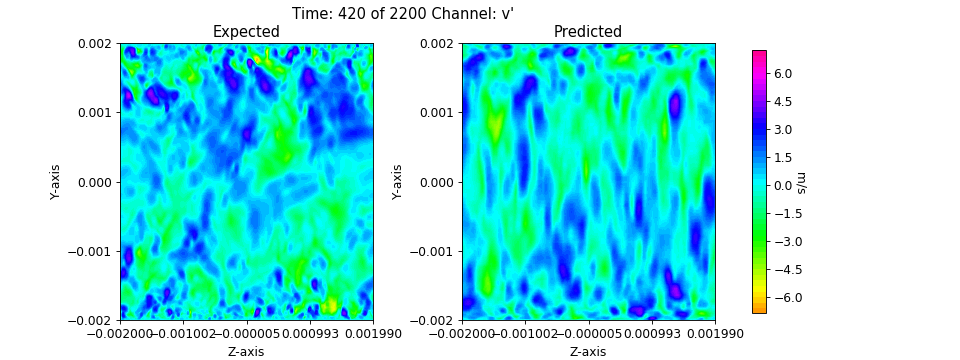 Time: 420 of 2200 Channel: v'
Expected Predicted
0.002 0.002 6.0
0.001 0.001 4.5
3.0
Y-axis 0.000 Y-axis 0.000 1.5
0.0 m/s
−1.5
−0.001 −0.001 −3.0
−4.5
−0.002 −0.002 −6.0
−0.002000 −0.001002 −0.000005 0.000993 0.001990 −0.002000 −0.001002 −0.000005 0.000993 0.001990
Z-axis Z-axis